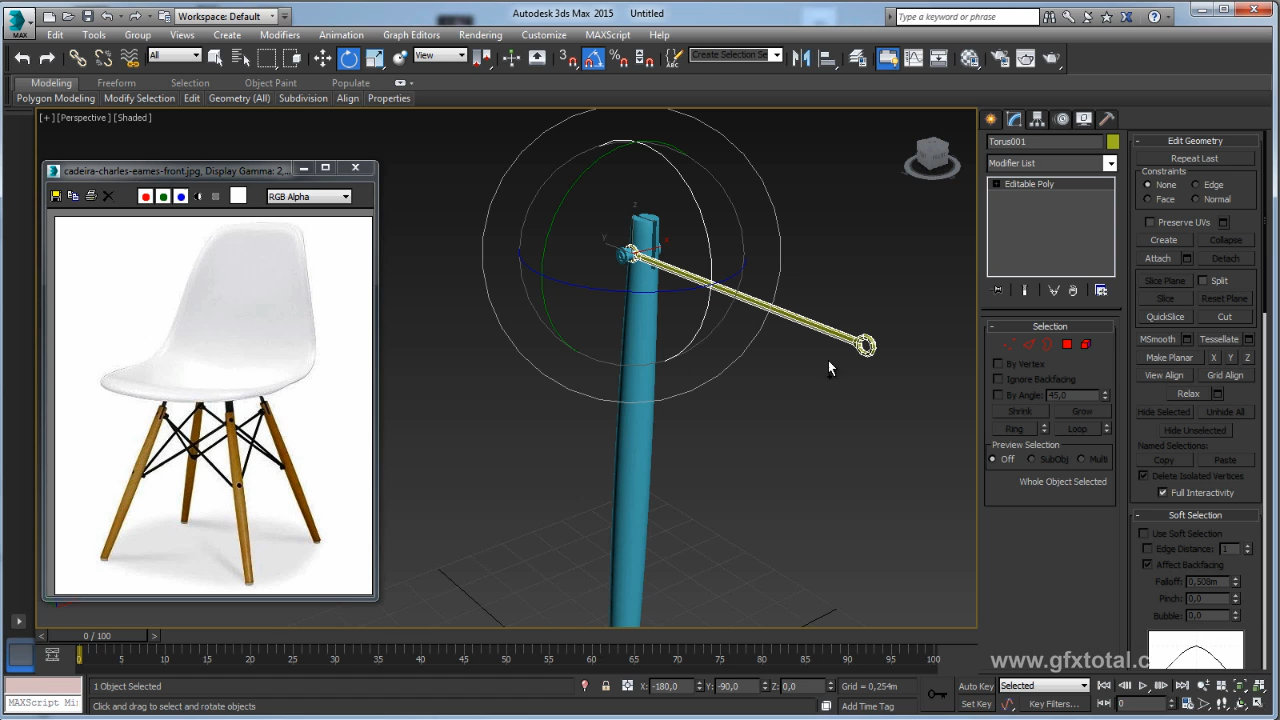 Autodesk 3ds Max 2015 Untitled
Workspace: Default
Type a keyword or phrase
MAX
Edit Tools Group Views Create Modifiers Animation Graph Editors Rendering Customize MAXScript Help
All
View
Create Selection Se
Modeling Freeform Selection Object Paint Populate
Polygon Modeling Modify Selection Edit Geometry (All) Subdivision Align Properties
[+] [Perspective] [Shaded]
cadeira-charles-eames-front.jpg, Display Gamma: 2,...
RGB Alpha
z
y
x
Torus001
Modifier List
Editable Poly
- Selection
By Vertex
Ignore Backfacing
By Angle: 45,0
Shrink Grow
Ring Loop
Preview Selection
Off SubObj Multi
Whole Object Selected
- Edit Geometry
Repeat Last
Constraints
None Edge
Face Normal
Preserve UVs
Create Collapse
Attach Detach
Slice Plane Split
Slice Reset Plane
QuickSlice Cut
MSmooth Tessellate
Make Planar X Y Z
View Align Grid Align
Relax
Hide Selected Unhide All
Hide Unselected
Named Selections:
Copy Paste
Delete Isolated Vertices
Full Interactivity
- Soft Selection
Use Soft Selection
Edge Distance: 1
Affect Backfacing
Falloff: 0,508m
Pinch: 0,0
Bubble: 0,0
< 0 / 100 >
0 5 10 15 20 25 30 35 40 45 50 55 60 65 70 75 80 85 90 95 100
www.gfxtotal.c
1 Object Selected
X: -180,0 Y: -90,0 Z: 0,0 Grid = 0,254m
Auto Key Selected
MAXScript Mi
Click and drag to select and rotate objects
Add Time Tag
Set Key Key Filters... 0